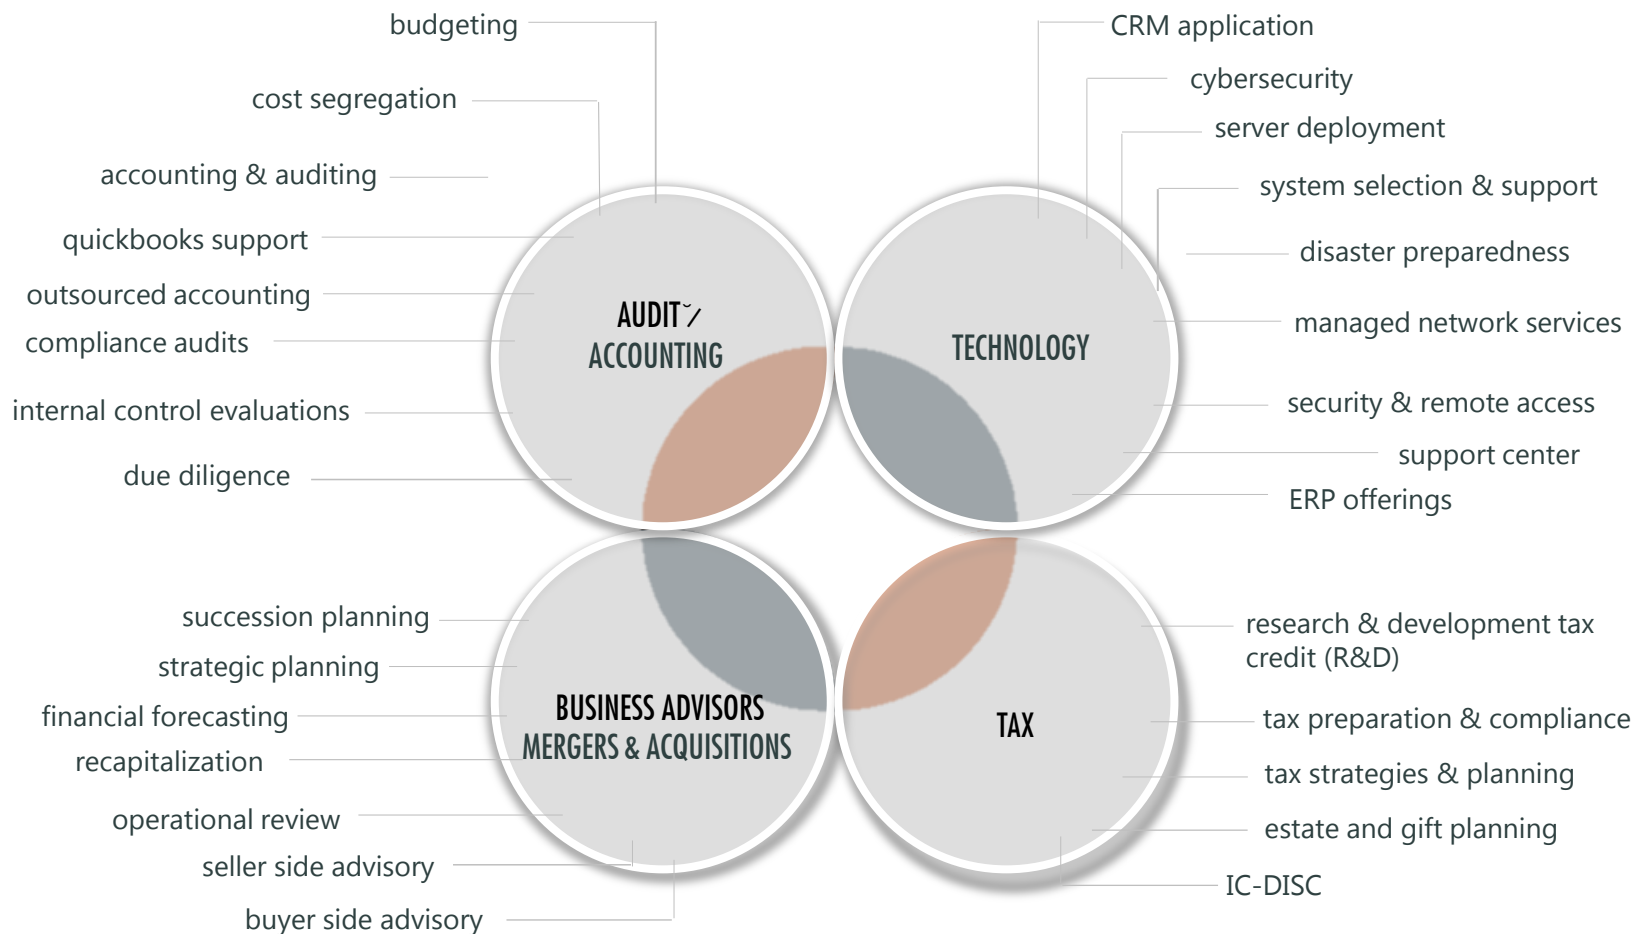 budgeting
cost segregation
accounting & auditing
quickbooks support
outsourced accounting
compliance audits
internal control evaluations
due diligence
AUDIT /
ACCOUNTING
CRM application
cybersecurity
server deployment
system selection & support
disaster preparedness
managed network services
security & remote access
support center
ERP offerings
TECHNOLOGY
succession planning
strategic planning
financial forecasting
recapitalization
operational review
seller side advisory
buyer side advisory
BUSINESS ADVISORS
MERGERS & ACQUISITIONS
research & development tax
credit (R&D)
tax preparation & compliance
tax strategies & planning
estate and gift planning
IC-DISC
TAX